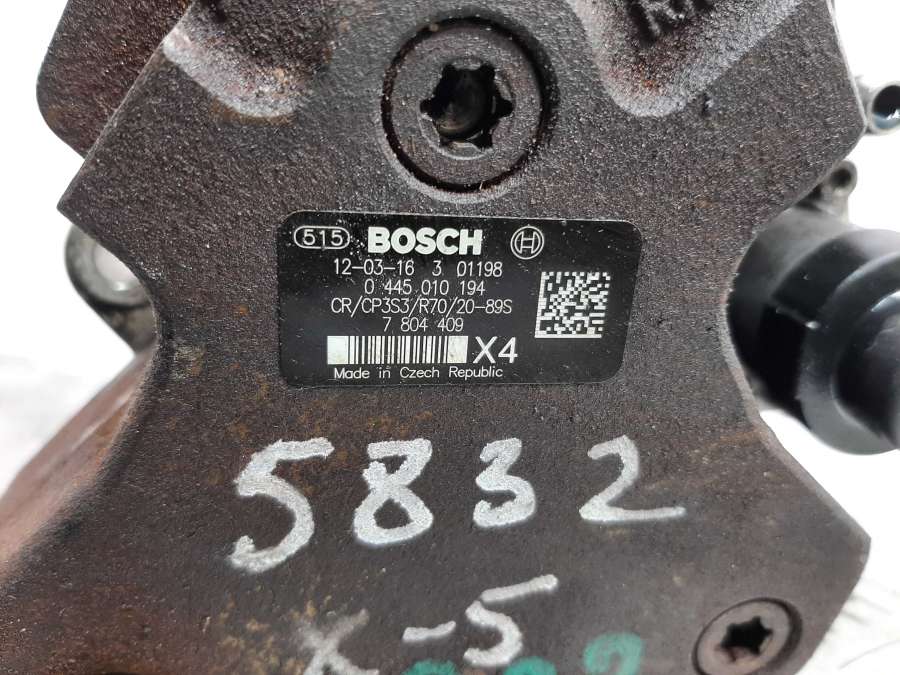 515 BOSCH
12-03-16 3 01198
0 445 010 194
CR/CP3S3/R70/20-89S
7 804 409
X4
Made in Czech Republic
5832
X-5